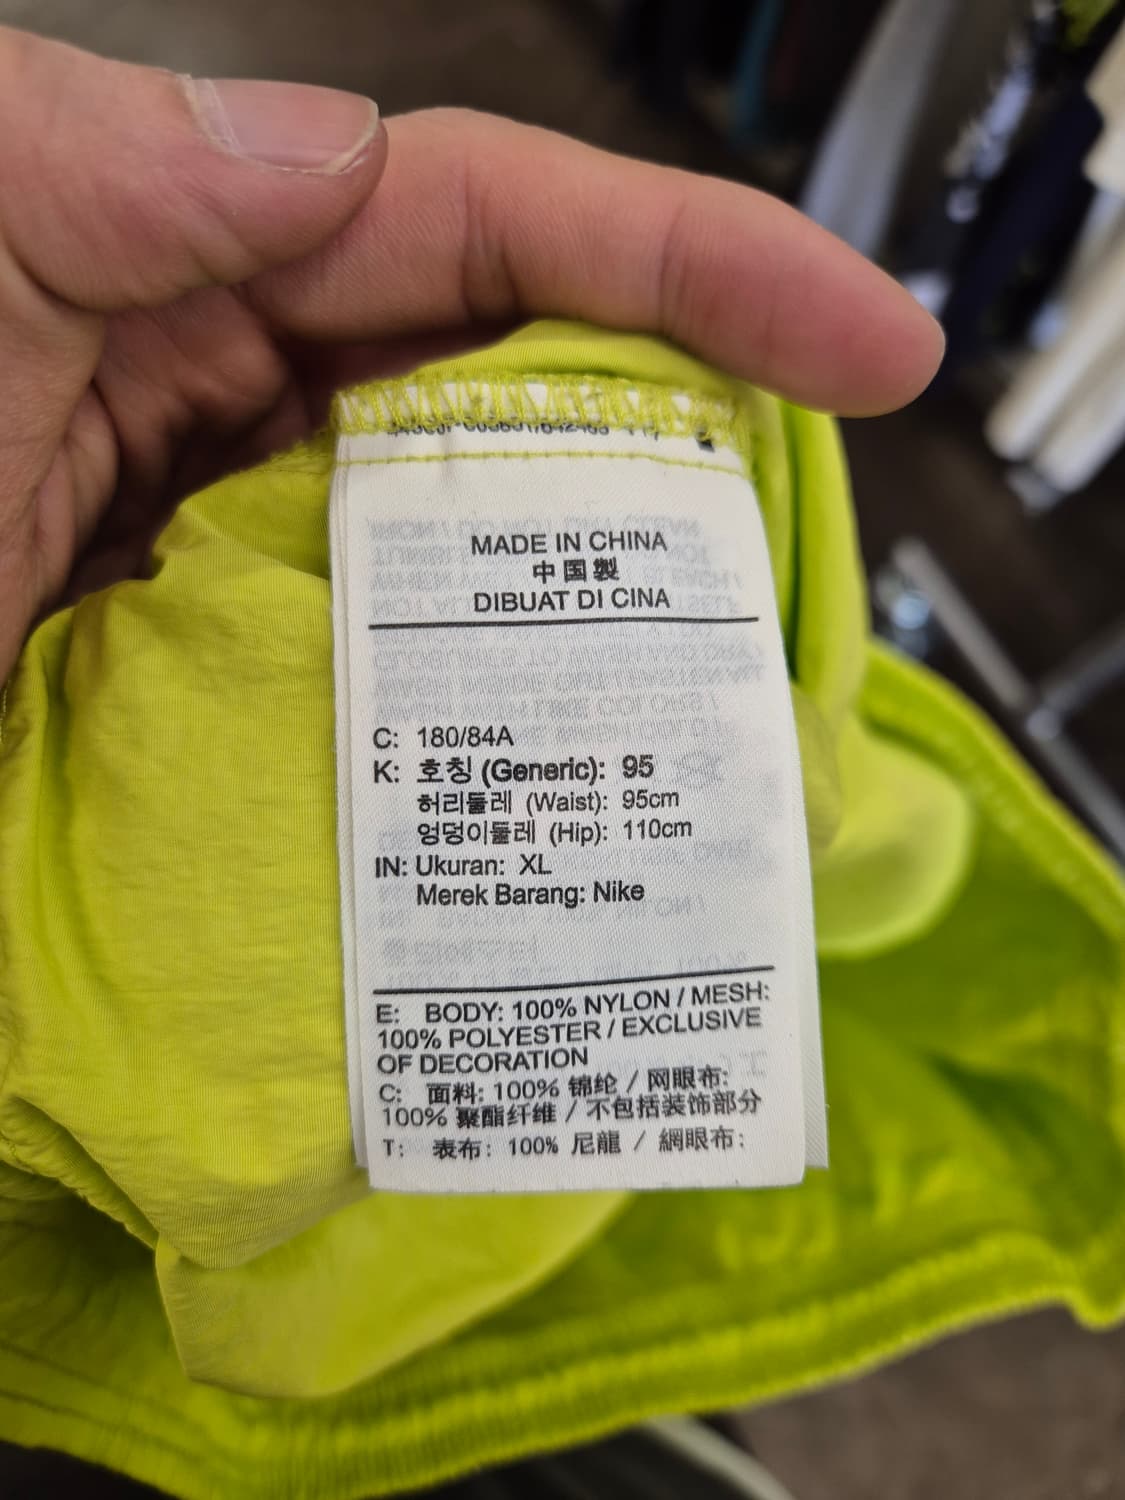 MADE IN CHINA
中国製
DIBUAT DI CINA
C: 180/84A
K: 호칭 (Generic): 95
허리둘레 (Waist): 95cm
엉덩이둘레 (Hip): 110cm
IN: Ukuran: XL
Merek Barang: Nike
E: BODY: 100% NYLON / MESH:
100% POLYESTER / EXCLUSIVE
OF DECORATION
C: 面料: 100% 锦纶 / 网眼布:
100% 聚酯纤维 / 不包括装饰部分
T: 表布: 100% 尼龍 / 網眼布: